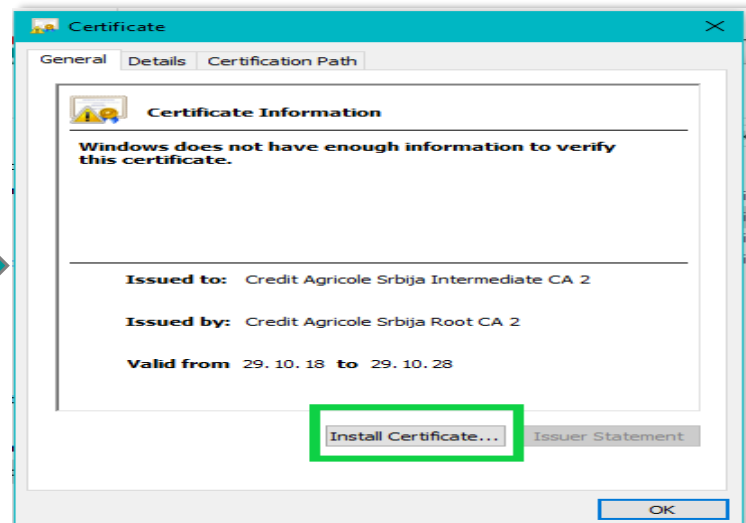 Certificate
General Details Certification Path
Certificate Information
Windows does not have enough information to verify
this certificate.
Issued to: Credit Agricole Srbija Intermediate CA 2
Issued by: Credit Agricole Srbija Root CA 2
Valid from 29. 10. 18 to 29. 10. 28
Install Certificate... Issuer Statement
OK